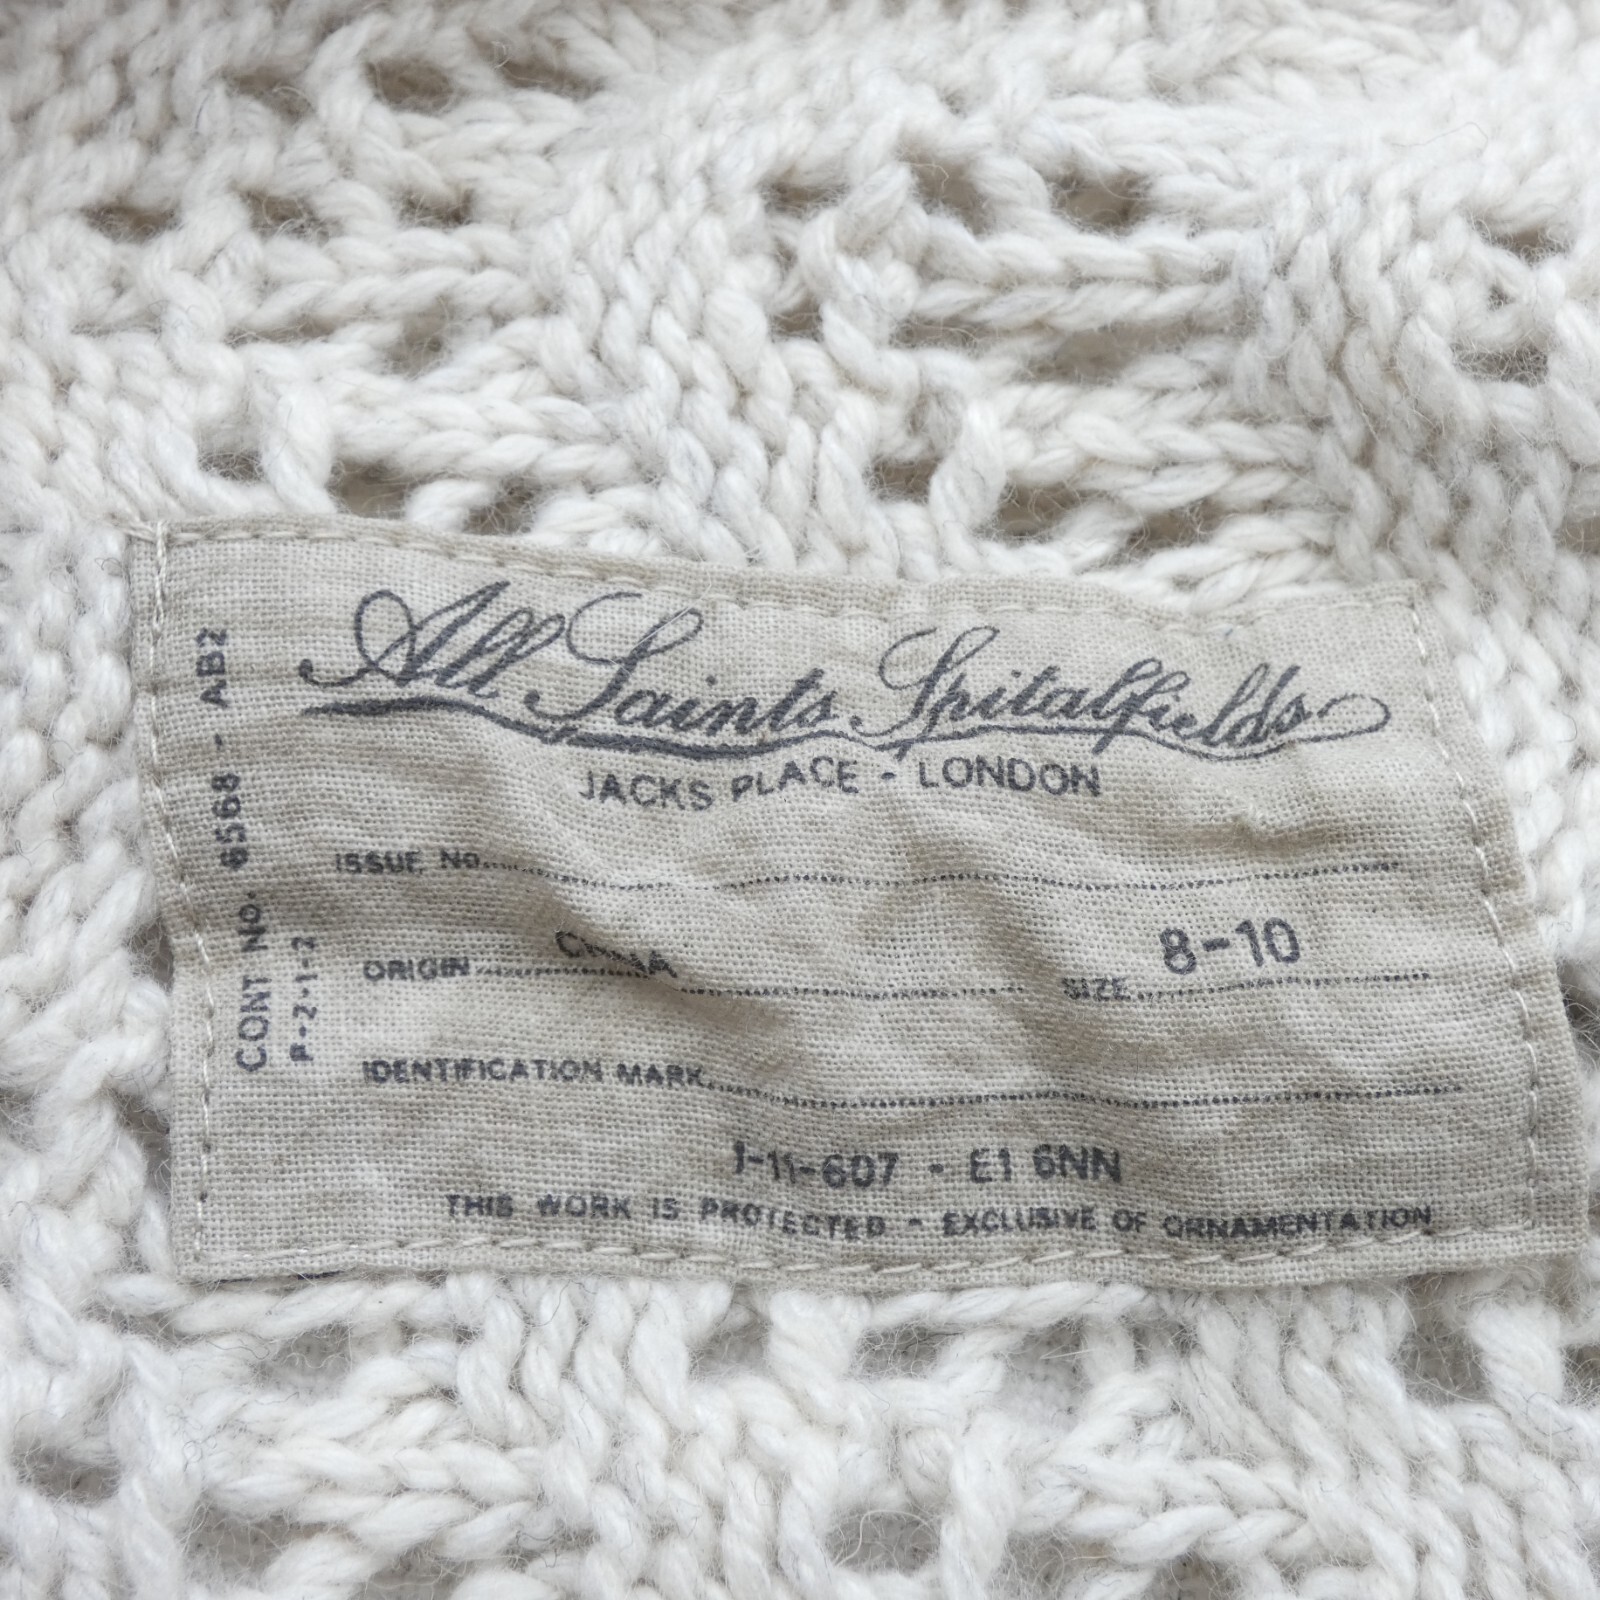 All Saints Spitalfields
JACKS PLACE - LONDON
ISSUE No.
ORIGIN CHINA SIZE 8-10
IDENTIFICATION MARK
1-11-607 - E1 6NN
THIS WORK IS PROTECTED - EXCLUSIVE OF ORNAMENTATION
CONT NO. 6568 - AB2
P-2-1-2